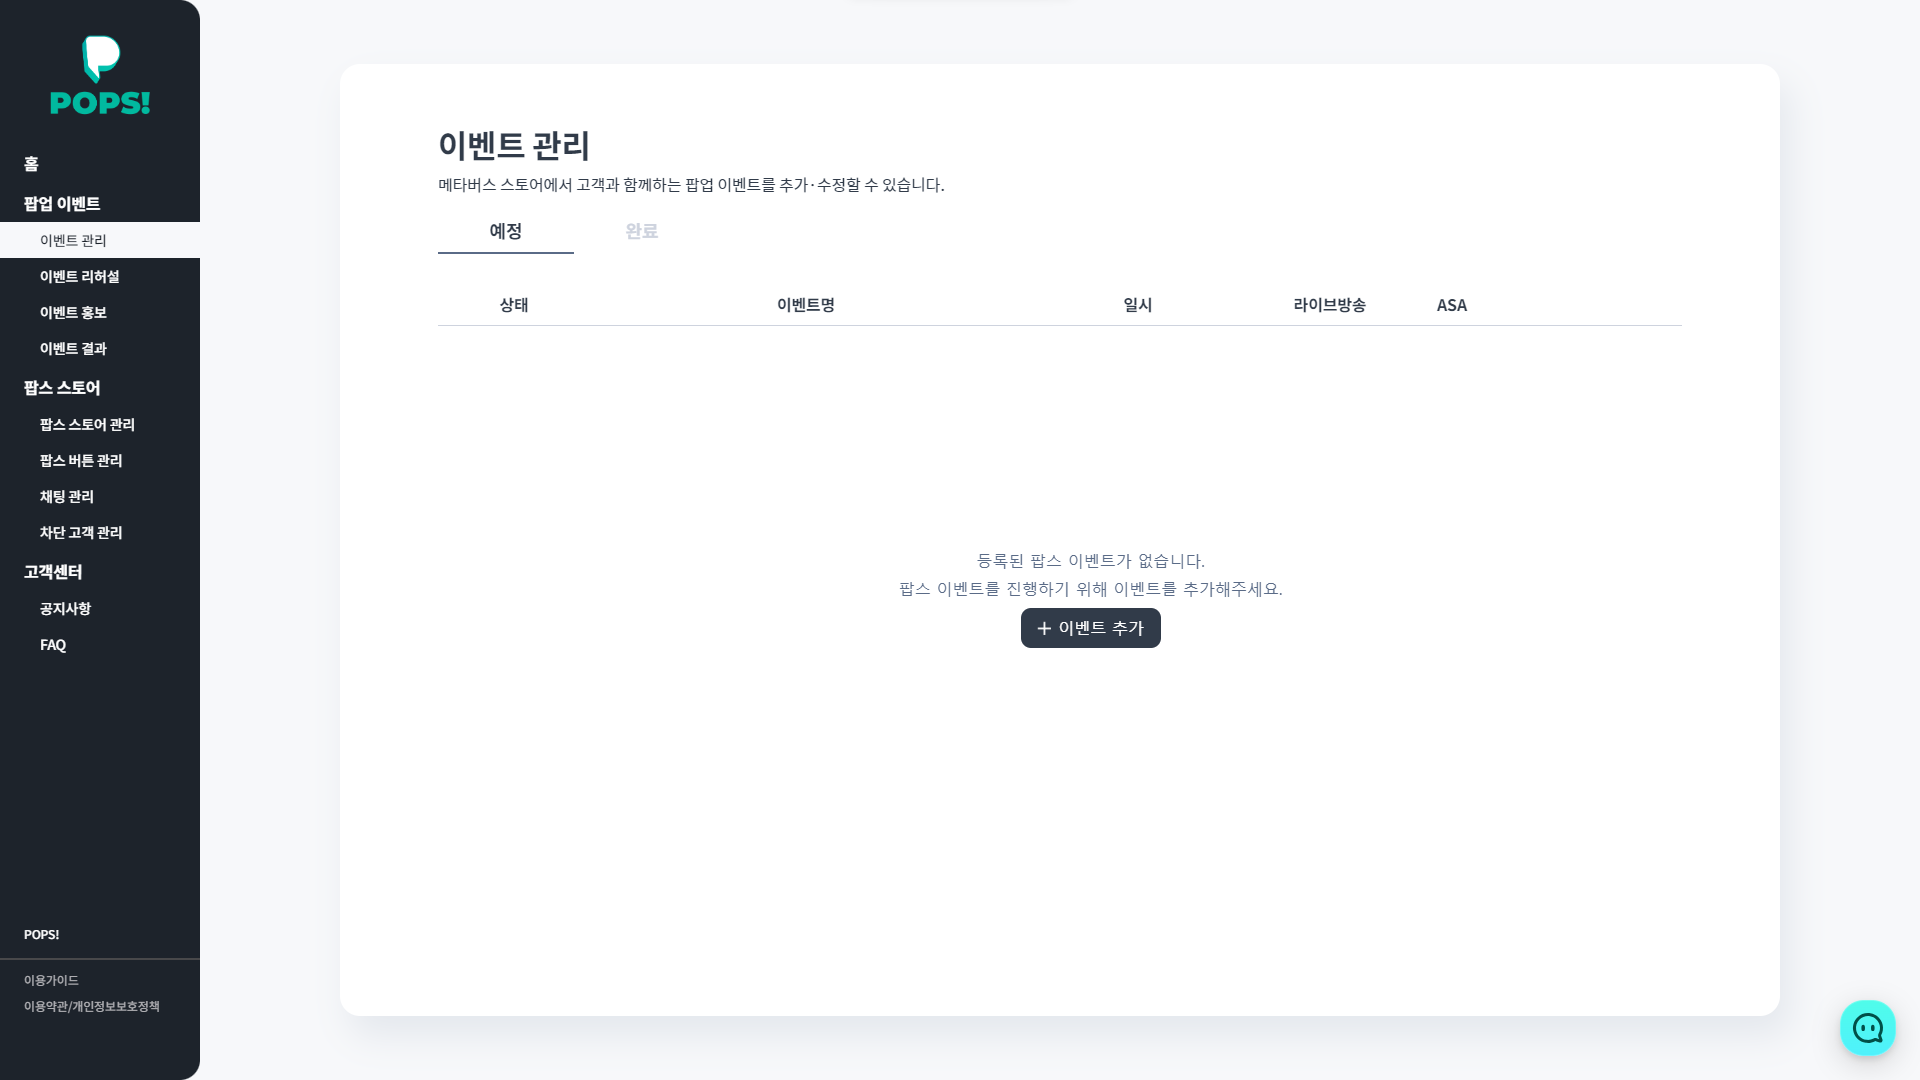 POPS!
홈
팝업 이벤트
이벤트 관리
이벤트 리허설
이벤트 홍보
이벤트 결과
팝스 스토어
팝스 스토어 관리
팝스 버튼 관리
채팅 관리
차단 고객 관리
고객센터
공지사항
FAQ
POPS!
이용가이드
이용약관/개인정보보호정책
이벤트 관리
메타버스 스토어에서 고객과 함께하는 팝업 이벤트를 추가·수정할 수 있습니다.
예정 완료
상태 이벤트명 일시 라이브방송 ASA
등록된 팝스 이벤트가 없습니다.
팝스 이벤트를 진행하기 위해 이벤트를 추가해주세요.
+ 이벤트 추가